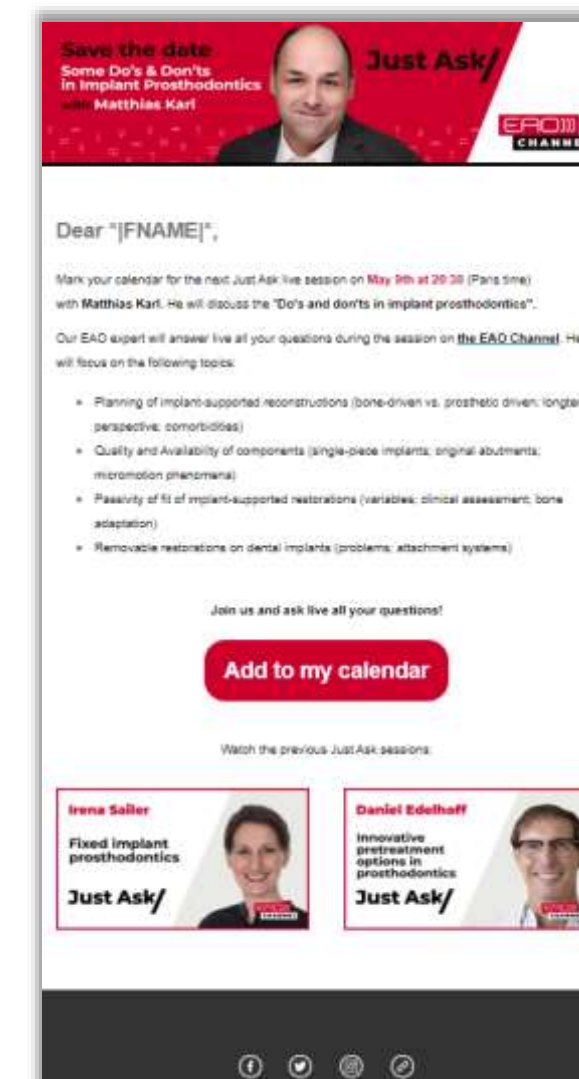 Save the date
Some Do's & Don'ts
in Implant Prosthodontics
with Matthias Karl
Just Ask/
EAO
CHANNE
Dear *|FNAME|*,
Mark your calendar for the next Just Ask live session on May 9th at 20:30 (Paris time)
with Matthias Karl. He will discuss the "Do's and don'ts in implant prosthodontics".
Our EAO expert will answer live all your questions during the session on the EAO Channel. He
will focus on the following topics:
Planning of implant-supported reconstructions (bone-driven vs. prosthetic driven; longte
perspective; comorbidities)
Quality and Availability of components (single-piece implants; original abutments;
micromotion phenomena)
Passivity of fit of implant-supported restorations (variables; clinical assessment; bone
adaptation)
Removable restorations on dental implants (problems; attachment systems)
Join us and ask live all your questions!
Add to my calendar
Watch the previous Just Ask sessions:
Irena Sailer
Fixed implant
prosthodontics
Just Ask/
EAO
CHANNEL
Daniel Edelhoff
Innovative
pretreatment
options in
prosthodontics
Just Ask/
EAO